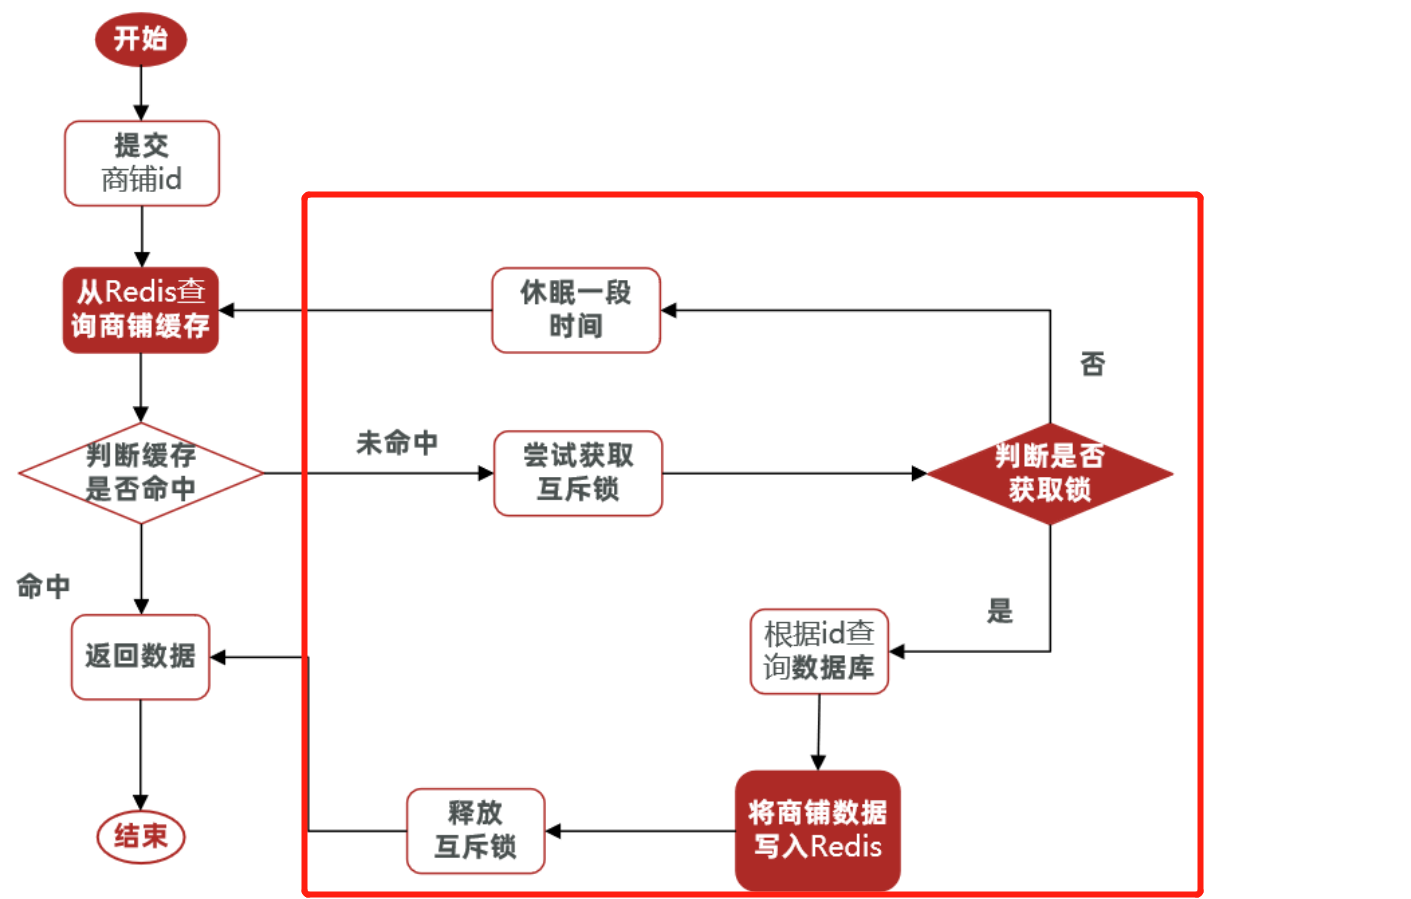 开始
提交
商铺id
从Redis查
询商铺缓存
休眠一段
时间
否
判断缓存
是否命中
未命中
尝试获取
互斥锁
判断是否
获取锁
命中
是
返回数据
根据id查
询数据库
将商铺数据
写入Redis
释放
互斥锁
结束